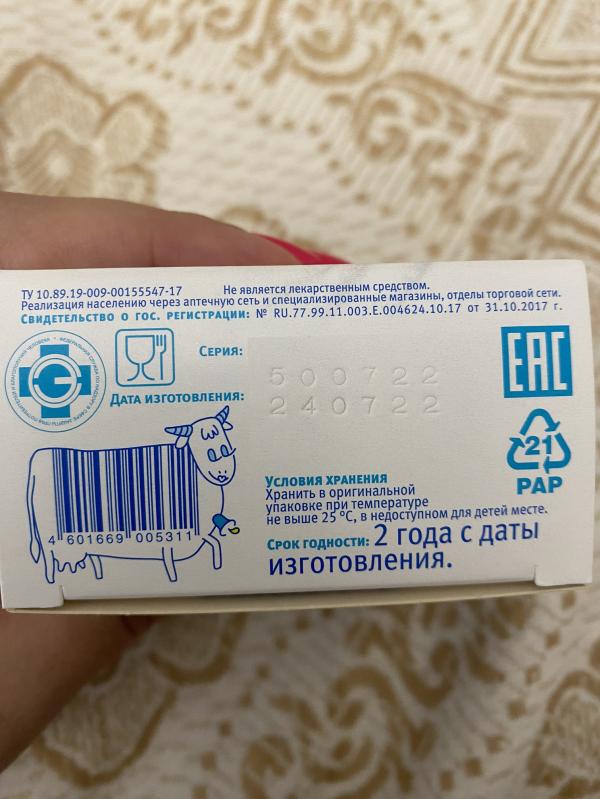 ТУ 10.89.19-009-00155547-17 Не является лекарственным средством.
Реализация населению через аптечную сеть и специализированные магазины, отделы торговой сети.
Свидетельство о гос. регистрации: № RU.77.99.11.003.Е.004624.10.17 от 31.10.2017 г.
Серия: 500722
Дата изготовления: 240722
EAC
21
PAP
4 601669 005311
Условия хранения
Хранить в оригинальной
упаковке при температуре
не выше 25 °С, в недоступном для детей месте.
Срок годности: 2 года с даты
изготовления.